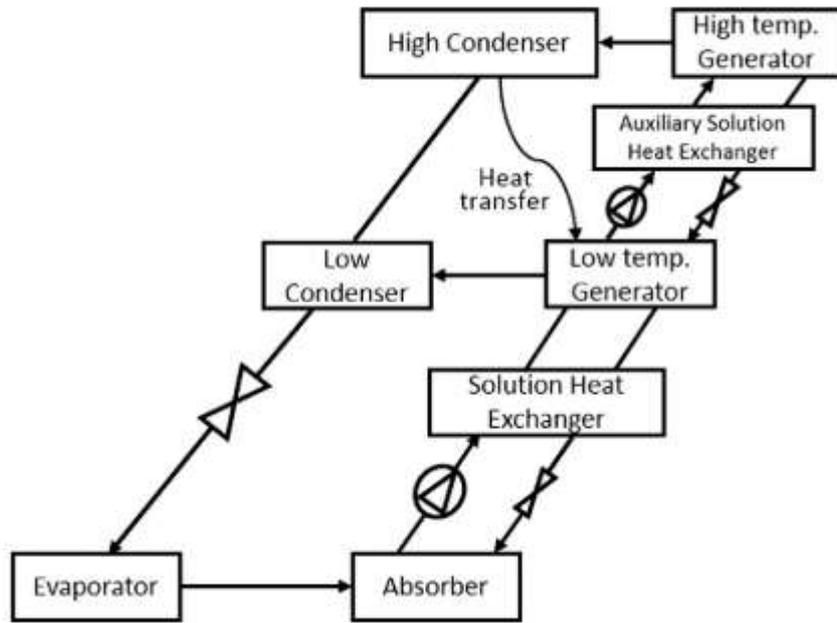 High Condenser
High temp.
Generator
Auxiliary Solution
Heat Exchanger
Heat
transfer
Low
Condenser
Low temp.
Generator
Solution Heat
Exchanger
Evaporator
Absorber